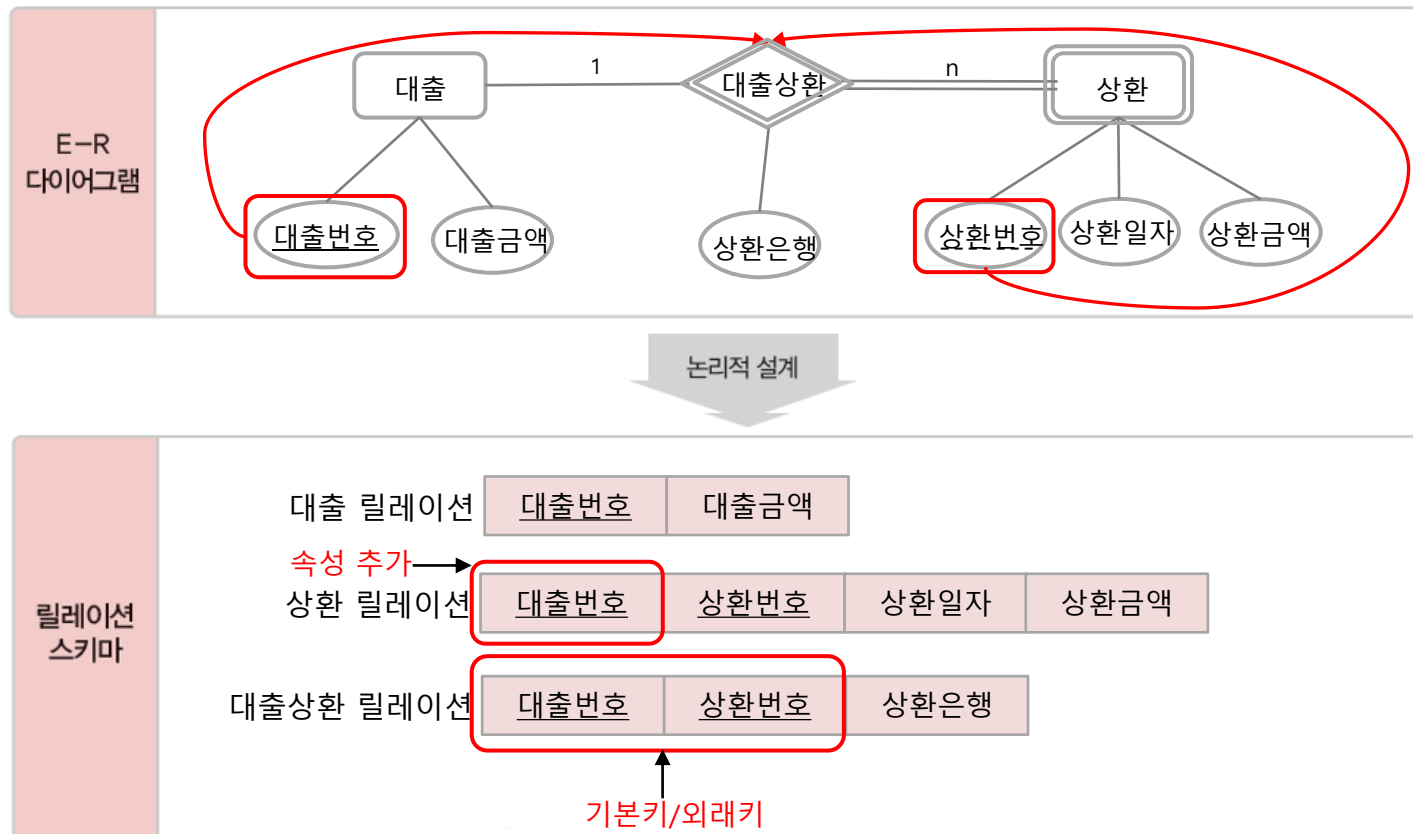 E-R
다이어그램
대출
1
대출상환
n
상환
대출번호
대출금액
상환은행
상환번호
상환일자
상환금액
논리적 설계
릴레이션
스키마
대출 릴레이션
대출번호
대출금액
속성 추가
상환 릴레이션
대출번호
상환번호
상환일자
상환금액
대출상환 릴레이션
대출번호
상환번호
상환은행
기본키/외래키